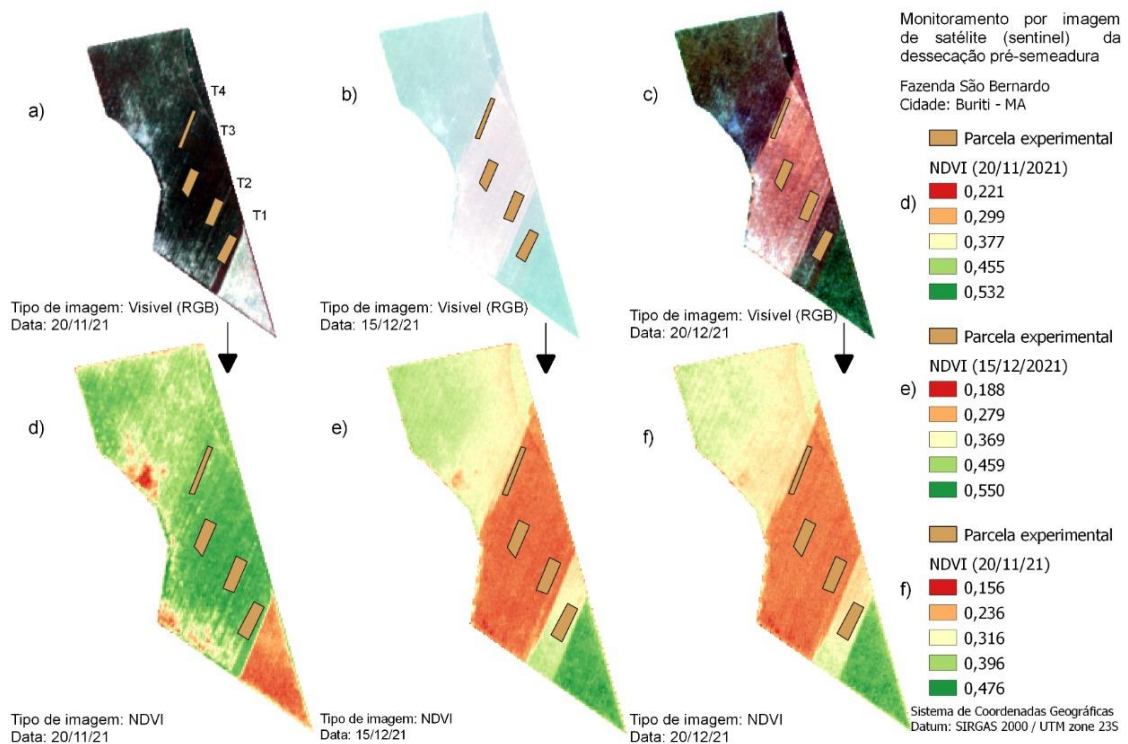 Monitoramento por imagem
de satélite (sentinel) da
dessecação pré-semeadura
Fazenda São Bernardo
Cidade: Buriti - MA
a)
T4
T3
T2
T1
Tipo de imagem: Visivel (RGB)
Data: 20/11/21
b)
Tipo de imagem: Visível (RGB)
Data: 15/12/21
c)
Tipo de imagem: Visível (RGB)
Data: 20/12/21
d)
Tipo de imagem: NDVI
20/11/21
e)
Tipo de imagem: NDVI
15/12/21
f)
Tipo de imagem: NDVI
20/12/21
Parcela experimental
NDVI (20/11/2021)
d)
0,221
0,299
0,377
0,455
0,532
Parcela experimental
NDVI (15/12/2021)
e)
0,188
0,279
0,369
0,459
0,550
Parcela experimental
NDVI (20/11/21)
f)
0,156
0,236
0,316
0,396
0,476
Sistema de Coordenadas Geográficas
Datum: SIRGAS 2000 / UTM zone 23S